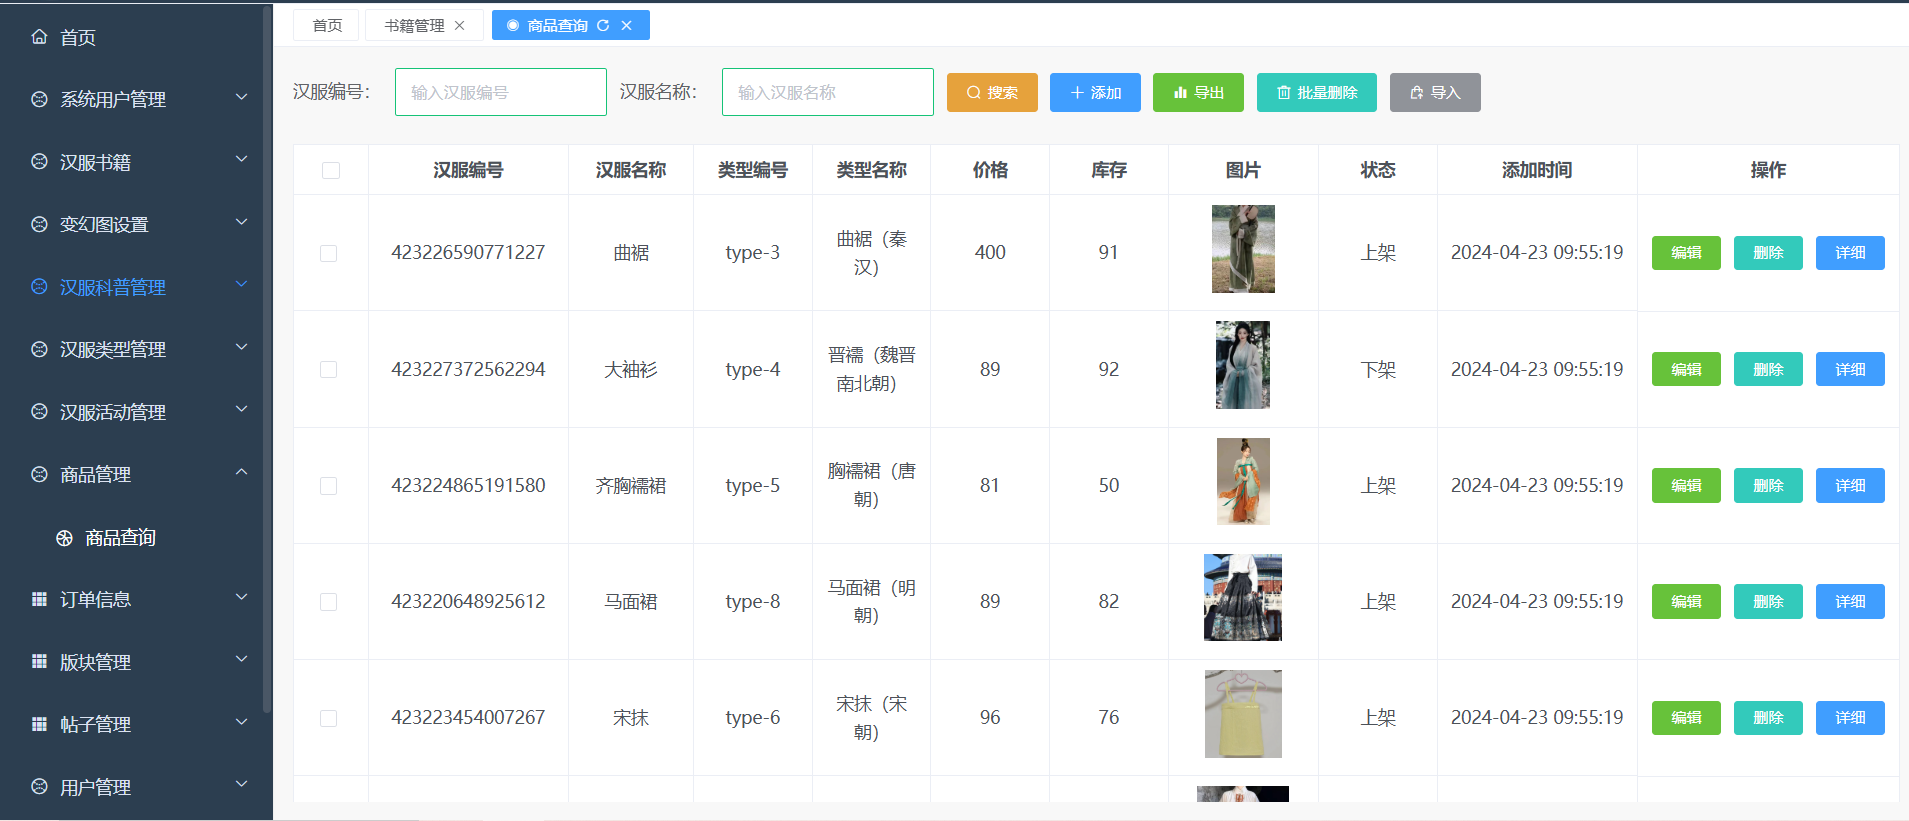 首页
系统用户管理
汉服书籍
变幻图设置
汉服科普管理
汉服类型管理
汉服活动管理
商品管理
商品查询
订单信息
版块管理
帖子管理
用户管理
首页 书籍管理 商品查询
汉服编号： 输入汉服编号 汉服名称： 输入汉服名称 搜索 添加 导出 批量删除 导入
汉服编号 汉服名称 类型编号 类型名称 价格 库存 图片 状态 添加时间 操作
423226590771227 曲裾 type-3 曲裾（秦 400 91 上架 2024-04-23 09:55:19 编辑 删除 详细
汉）
423227372562294 大袖衫 type-4 晋襦（魏晋 89 92 下架 2024-04-23 09:55:19 编辑 删除 详细
南北朝）
423224865191580 齐胸襦裙 type-5 胸襦裙（唐 81 50 上架 2024-04-23 09:55:19 编辑 删除 详细
朝）
423220648925612 马面裙 type-8 马面裙（明 89 82 上架 2024-04-23 09:55:19 编辑 删除 详细
朝）
423223454007267 宋抹 type-6 宋抹（宋 96 76 上架 2024-04-23 09:55:19 编辑 删除 详细
朝）